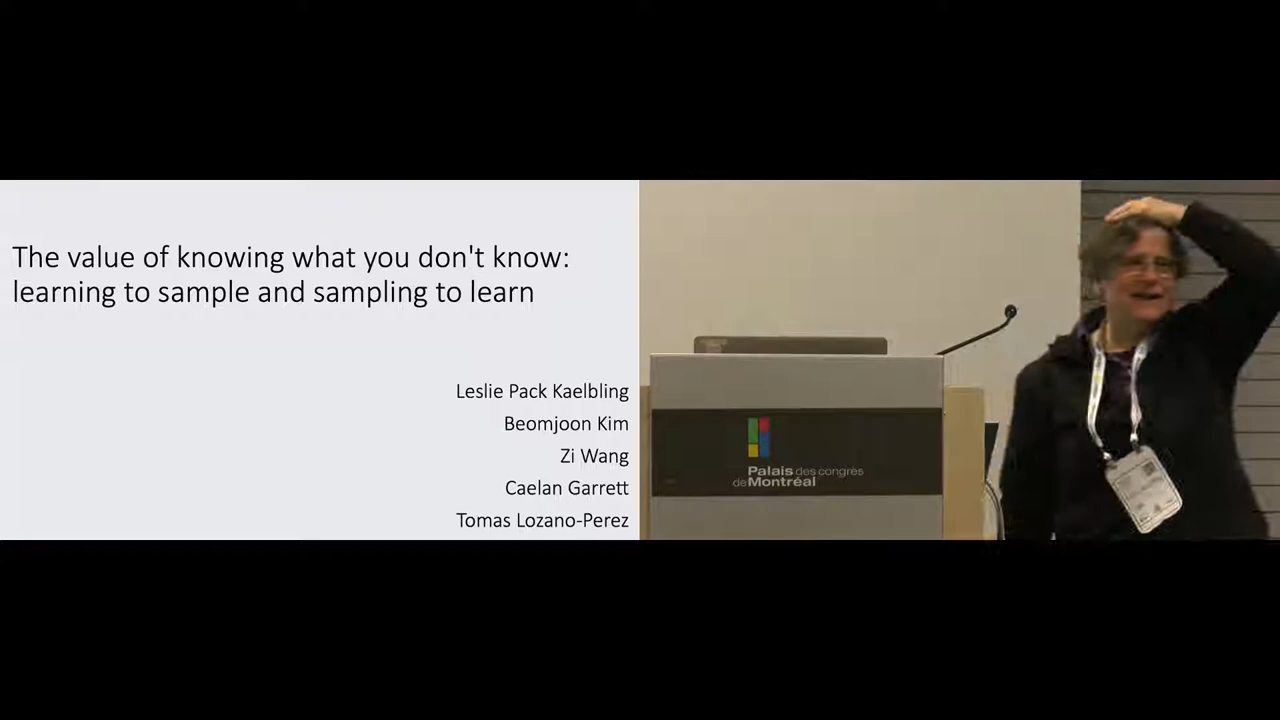 The value of knowing what you don't know:
learning to sample and sampling to learn
Leslie Pack Kaelbling
Beomjoon Kim
Zi Wang
Caelan Garrett
Tomas Lozano-Perez
Palais des congrès
de Montréal